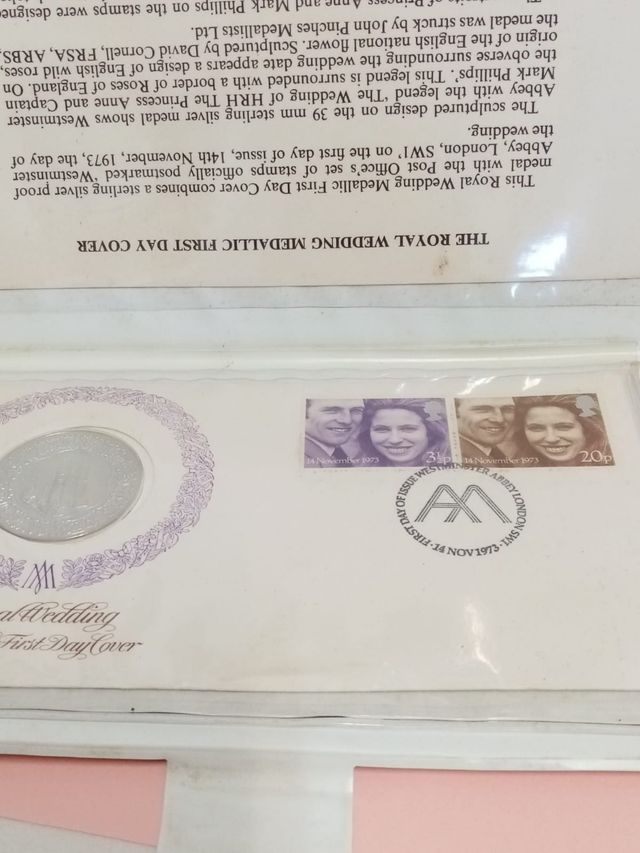 THE ROYAL WEDDING MEDALLIC FIRST DAY COVER
This Royal Wedding Medallic First Day Cover combines a sterling silver proof
medal with the Post Office's set of stamps officially postmarked 'Westminster
Abbey, London, SW1' on the first day of issue, 14th November, 1973, the day of
the wedding.
The sculptured design on the 39 mm sterling silver medal shows Westminster
Abbey with the legend 'The Wedding of HRH The Princess Anne and Captain
Mark Phillips'. This legend is surrounded with a border of Roses of England. On
the obverse surrounding the wedding date appears a design of English wild roses,
origin of the English national flower. Sculptured by David Cornell, FRSA, ARBS,
the medal was struck by John Pinches Medallists Ltd.
of Princess Anne and Mark Phillips on the stamps were designed
14 November 1973
3½p
14 November 1973
20p
FIRST DAY OF ISSUE WESTMINSTER ABBEY LONDON SW1
14 NOV 1973
al Wedding
First Day Cover